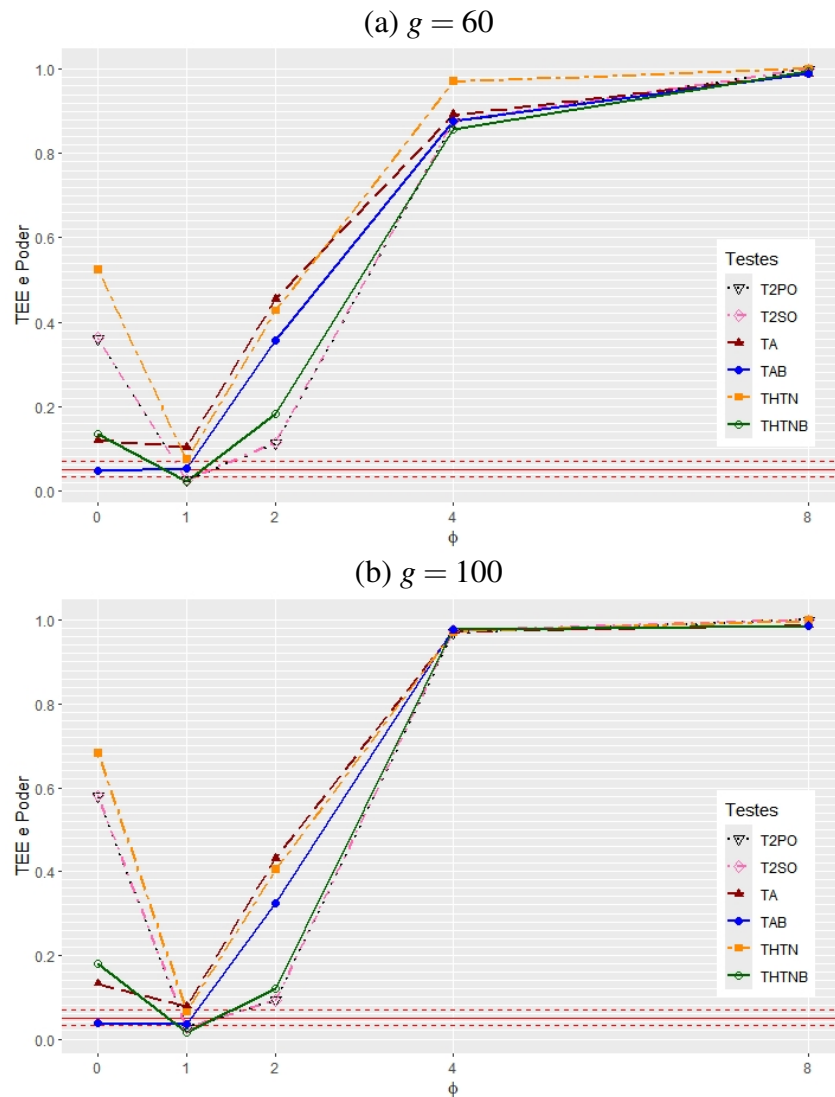 (a) g = 60
TEE e Poder
1.0
0.8
0.6
0.4
0.2
0.0
Testes
T2PO
T2SO
TA
TAB
THTN
THTNB
0 1 2 4 8
ϕ
(b) g = 100
TEE e Poder
1.0
0.8
0.6
0.4
0.2
0.0
Testes
T2PO
T2SO
TA
TAB
THTN
THTNB
0 1 2 4 8
ϕ